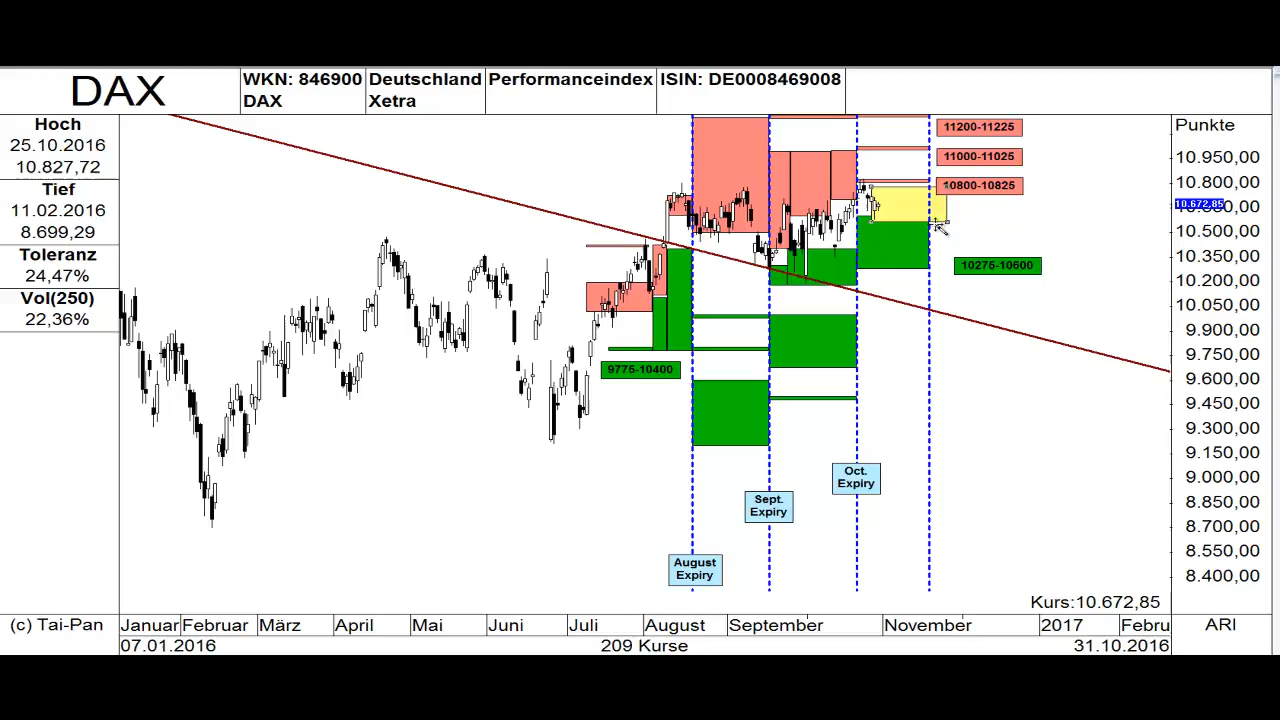 DAX
WKN: 846900
DAX
Deutschland
Xetra
Performanceindex
ISIN: DE0008469008
Hoch
25.10.2016
10.827,72
Tief
11.02.2016
8.699,29
Toleranz
24,47%
Vol(250)
22,36%
11200-11225
11000-11025
10800-10825
10275-10600
9775-10400
Oct.
Expiry
Sept.
Expiry
August
Expiry
Punkte
10.950,00
10.800,00
10.672,85
10.500,00
10.350,00
10.200,00
10.050,00
9.900,00
9.750,00
9.600,00
9.450,00
9.300,00
9.150,00
9.000,00
8.850,00
8.700,00
8.550,00
8.400,00
Kurs:10.672,85
(c) Tai-Pan
Januar Februar März April Mai Juni Juli August September November 2017 Febru
ARI
07.01.2016 209 Kurse 31.10.2016